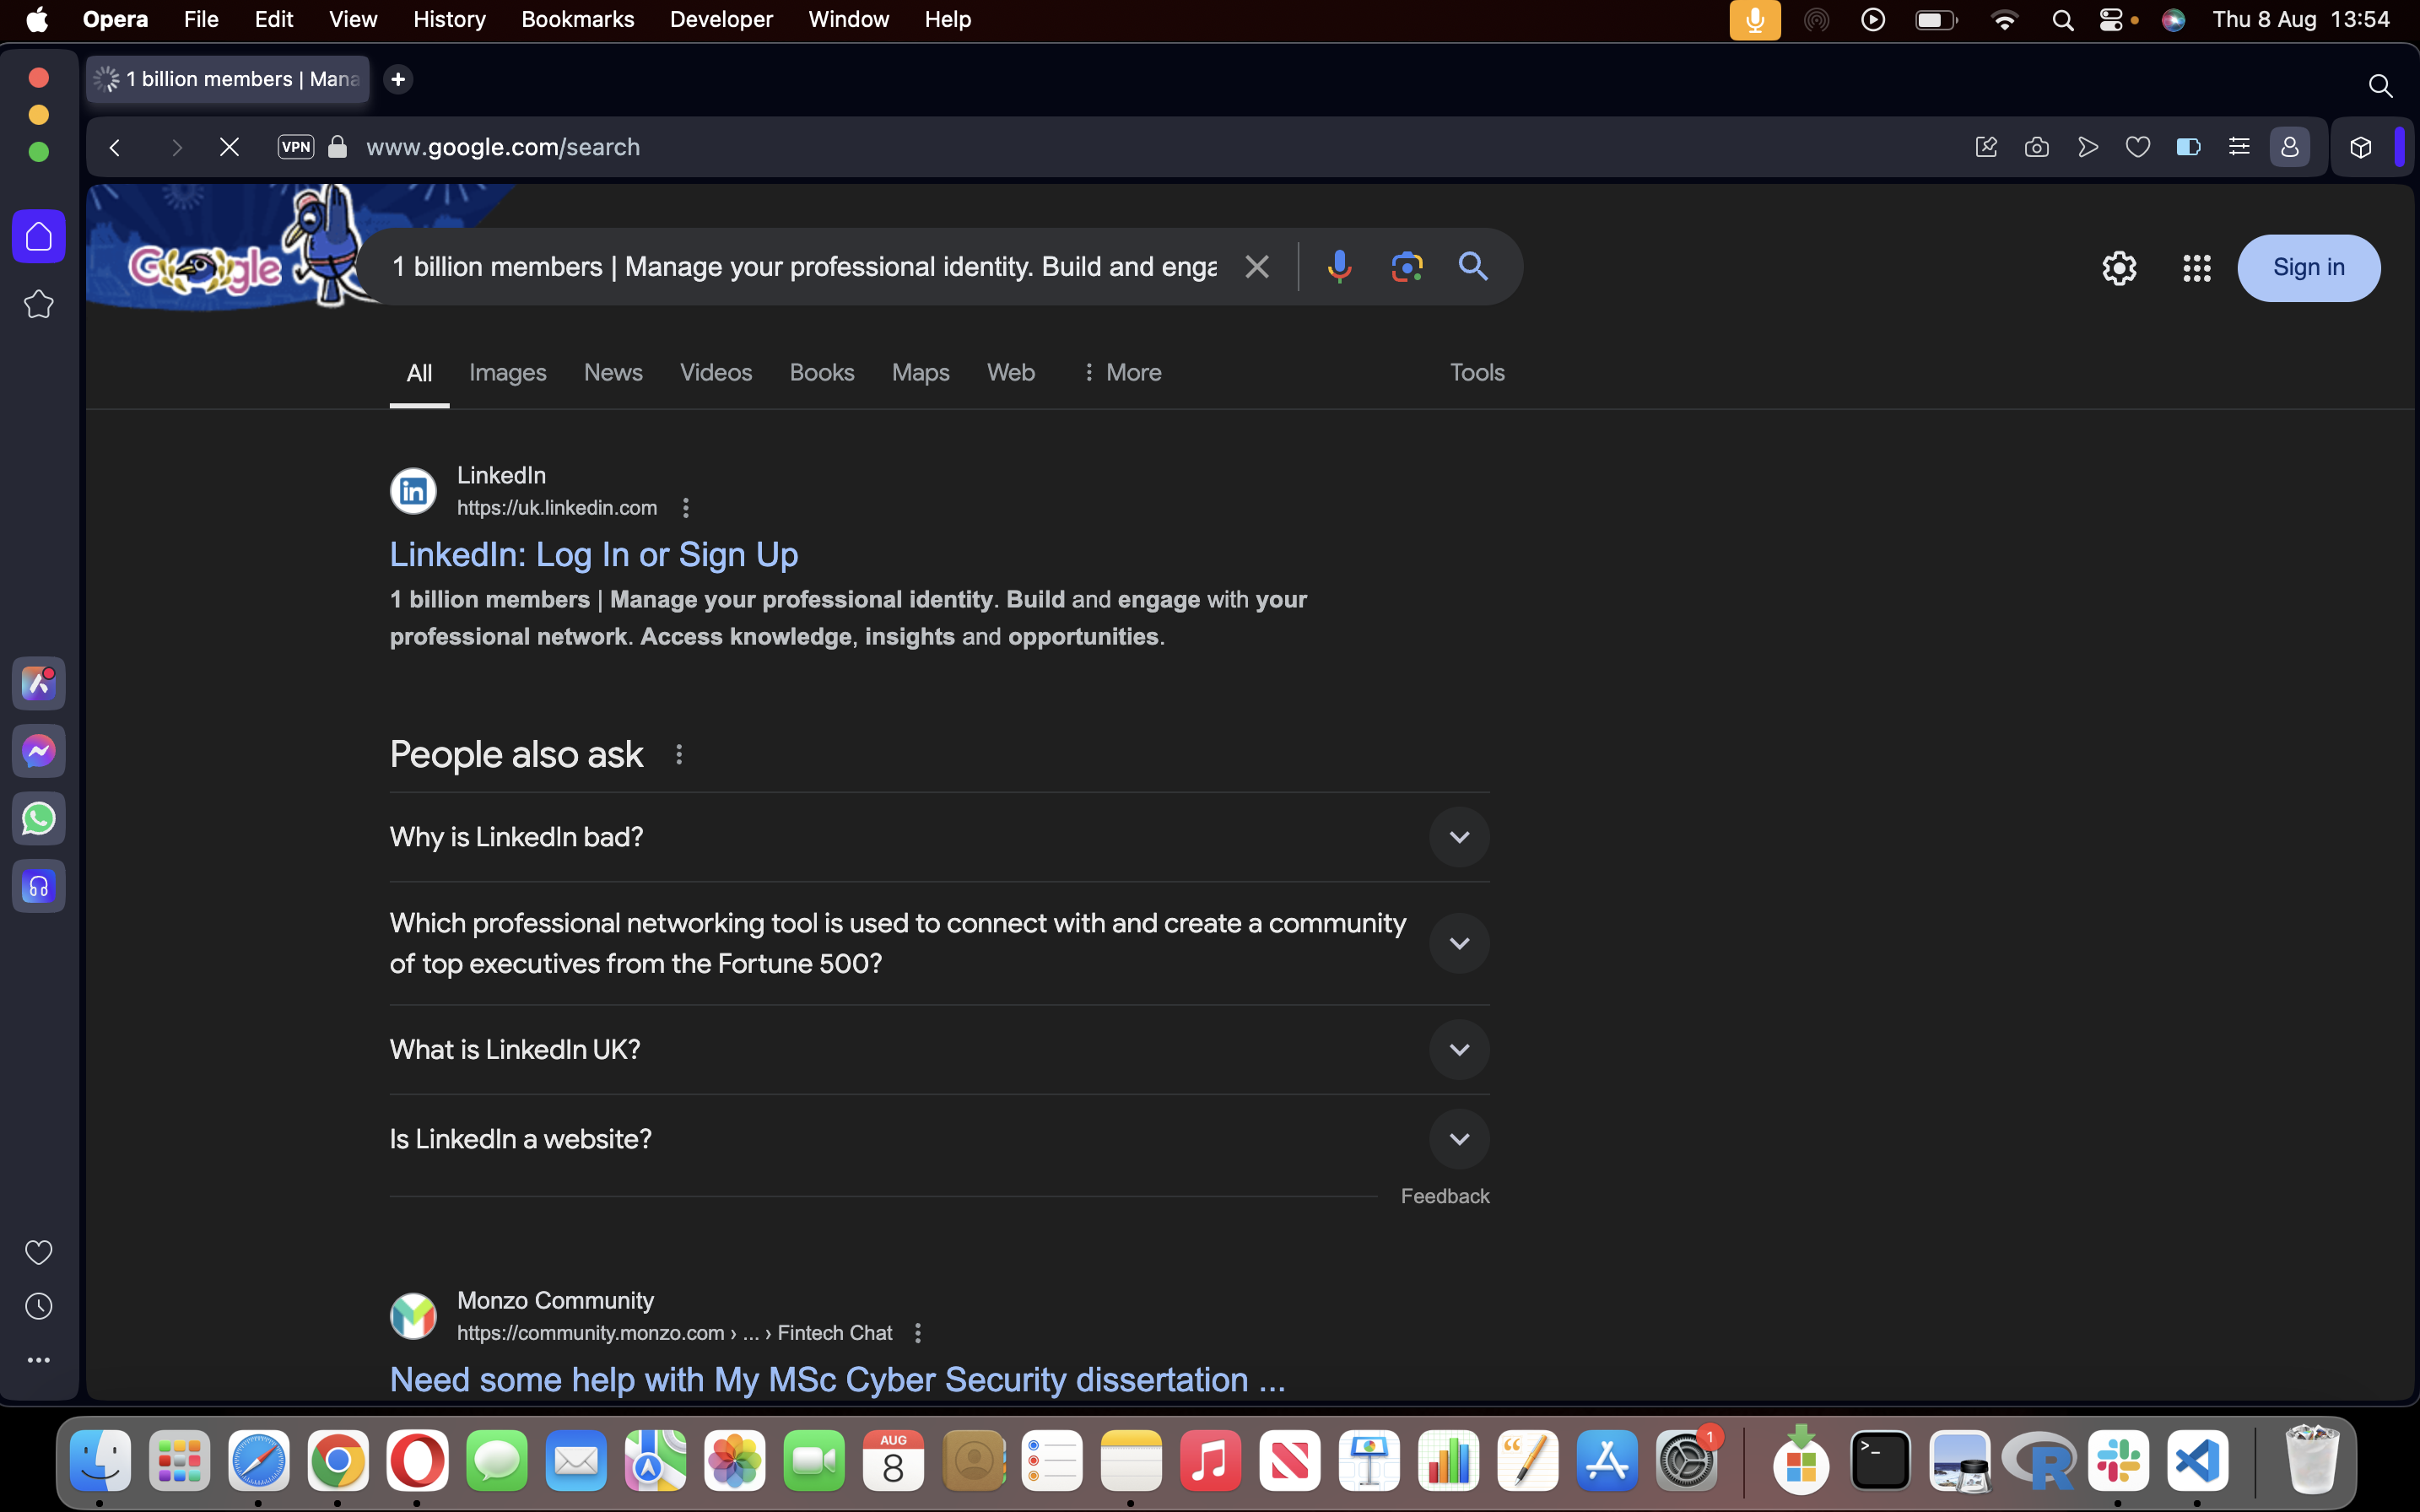 Opera File Edit View History Bookmarks Developer Window Help Thu 8 Aug 13:54
1 billion members | Mana
VPN www.google.com/search
Google 1 billion members | Manage your professional identity. Build and enga Sign in
All Images News Videos Books Maps Web More Tools
LinkedIn
https://uk.linkedin.com
LinkedIn: Log In or Sign Up
1 billion members | Manage your professional identity. Build and engage with your
professional network. Access knowledge, insights and opportunities.
People also ask
Why is LinkedIn bad?
Which professional networking tool is used to connect with and create a community
of top executives from the Fortune 500?
What is LinkedIn UK?
Is LinkedIn a website?
Feedback
Monzo Community
https://community.monzo.com › ... › Fintech Chat
Need some help with My MSc Cyber Security dissertation ...
AUG
8
1